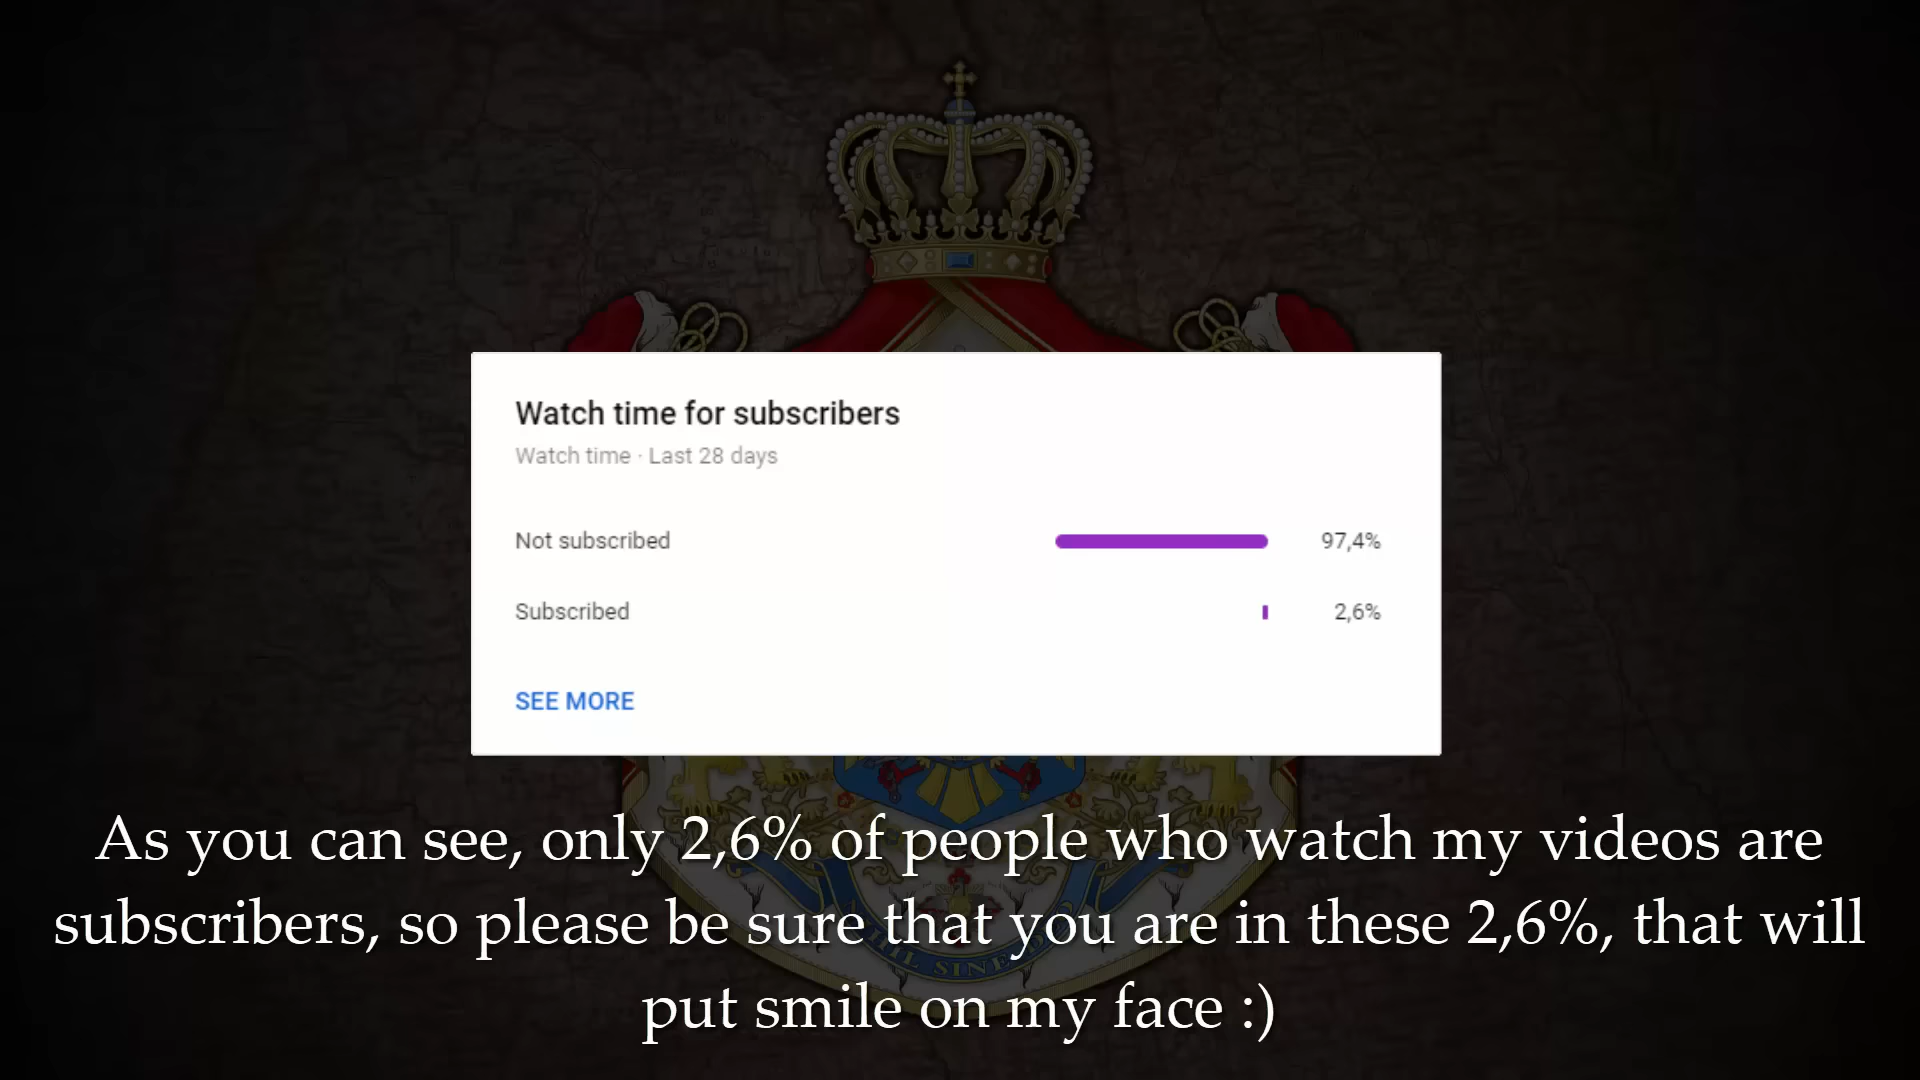 Watch time for subscribers
Watch time · Last 28 days
Not subscribed 97,4%
Subscribed 2,6%
SEE MORE
As you can see, only 2,6% of people who watch my videos are
subscribers, so please be sure that you are in these 2,6%, that will
put smile on my face :)
SINE